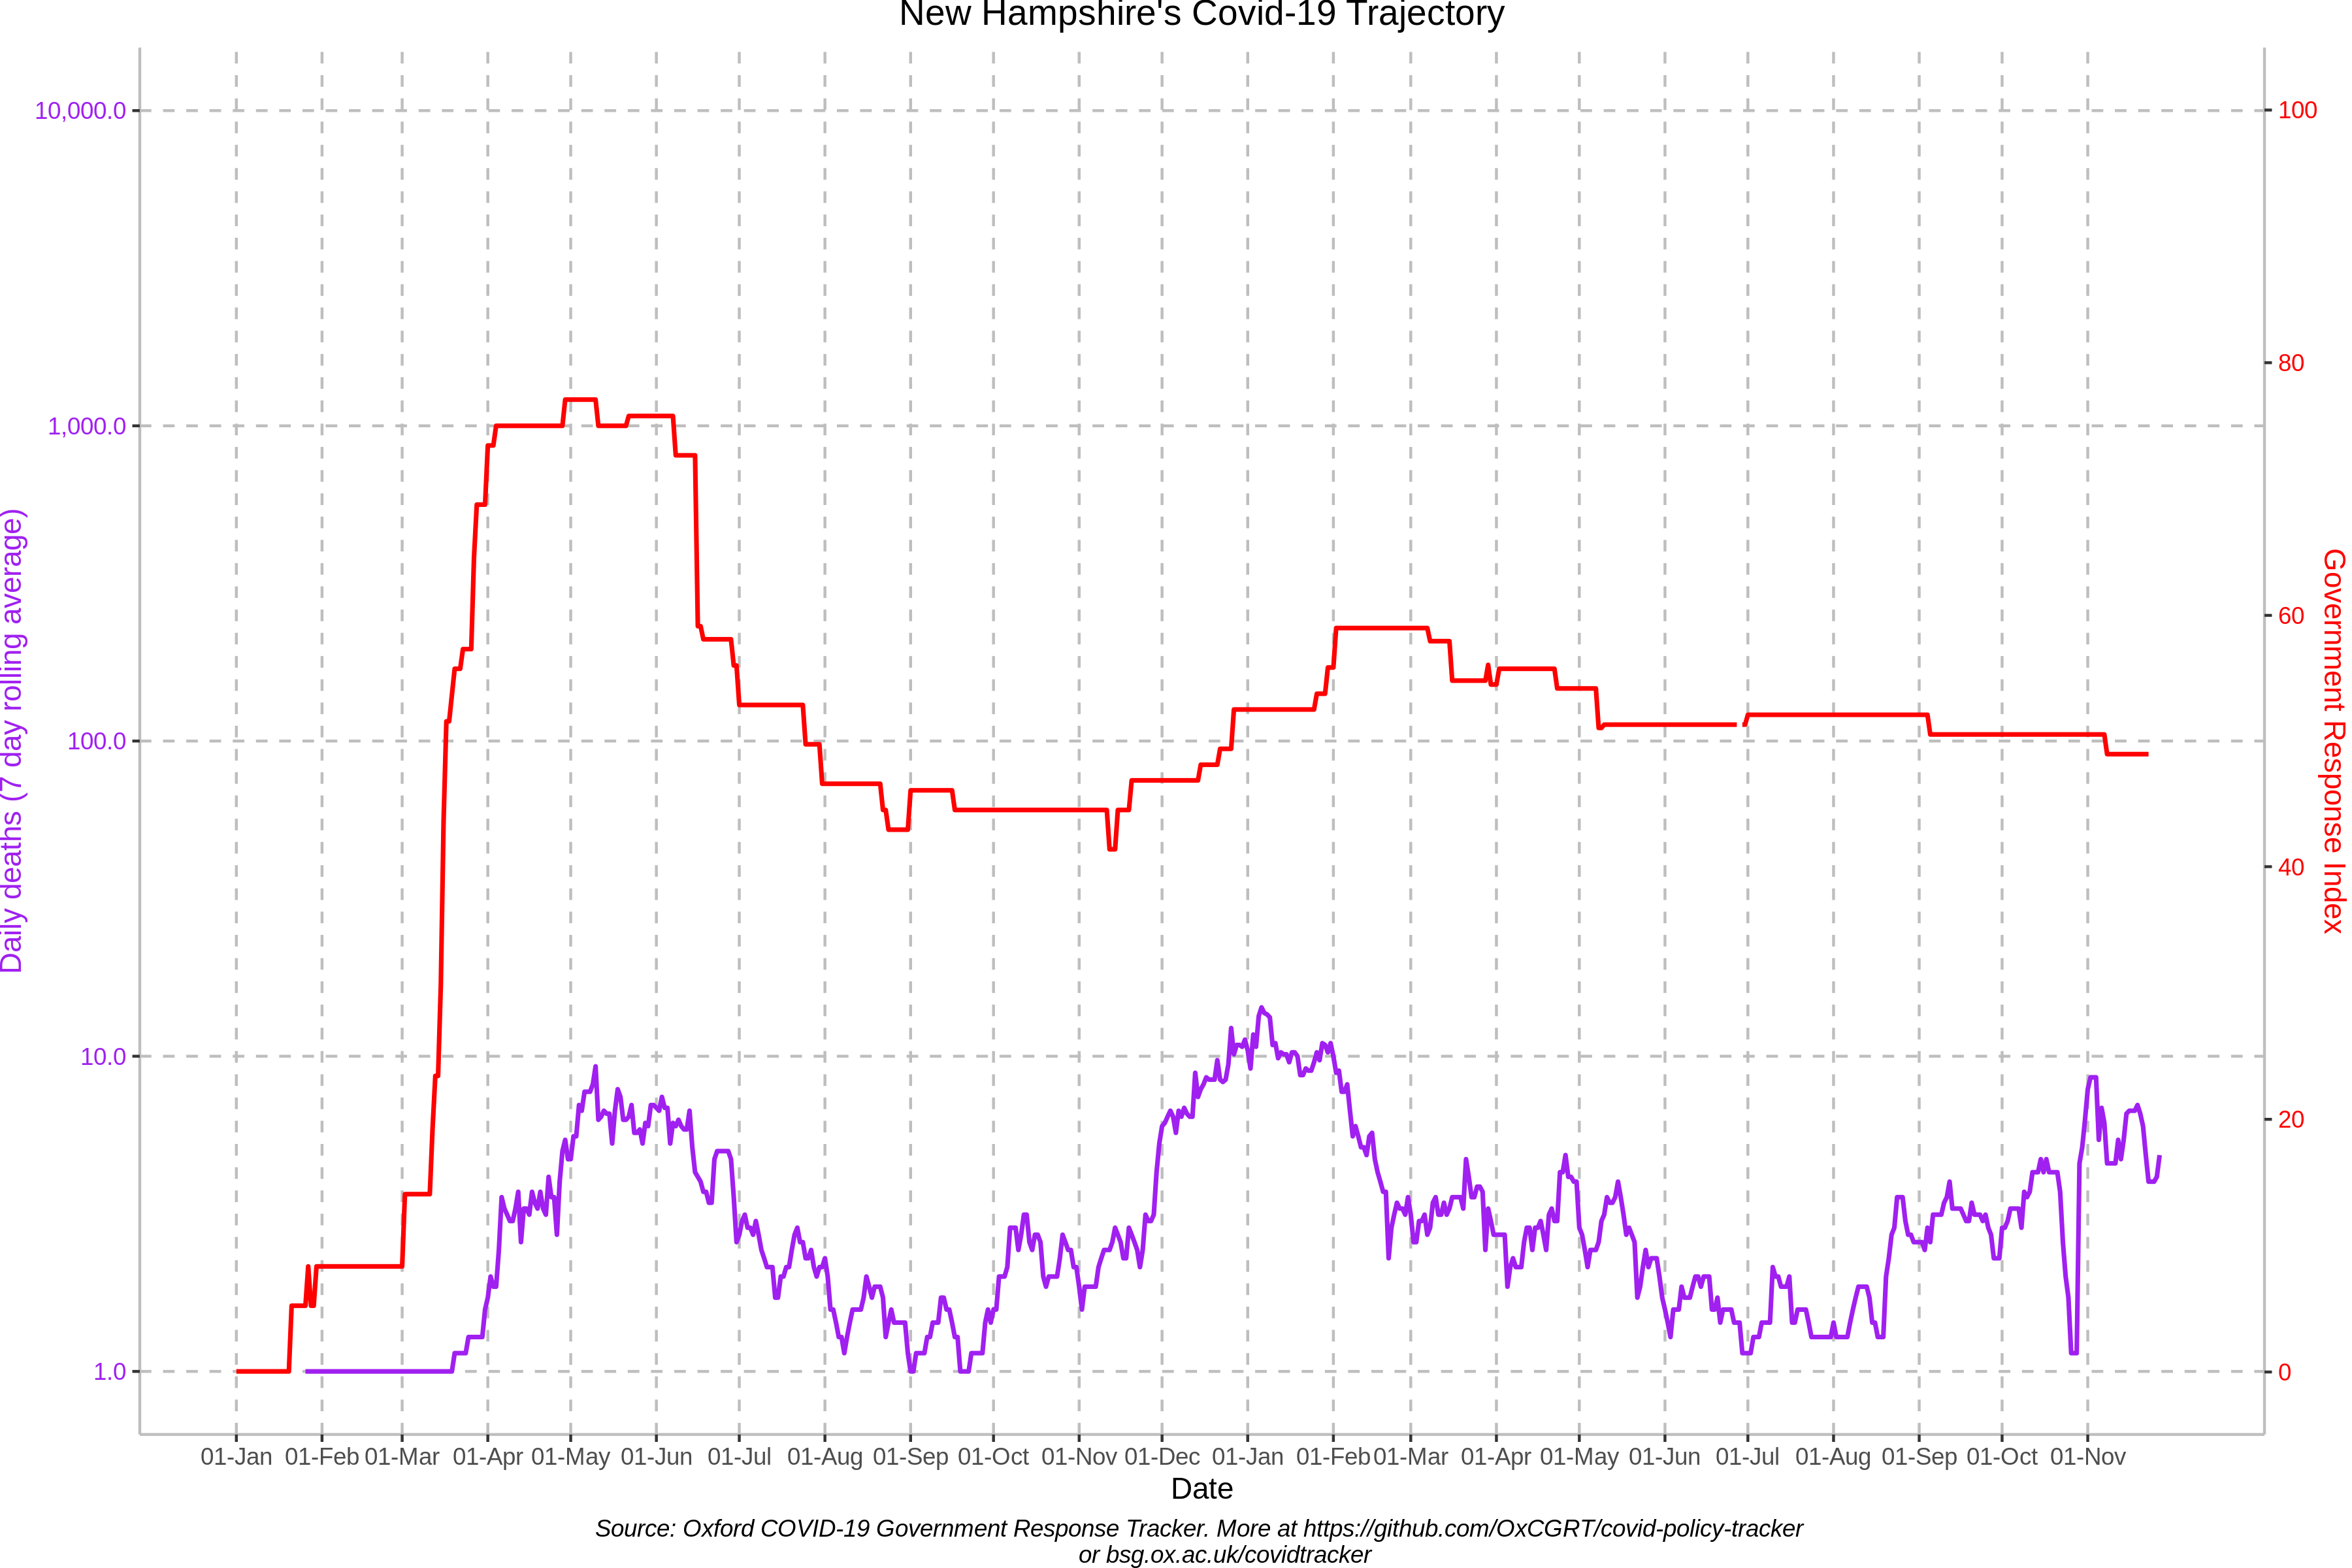 New Hampshire's Covid-19 Trajectory
10,000.0
1,000.0
100.0
10.0
1.0
Daily deaths (7 day rolling average)
100
80
60
40
20
0
Government Response Index
01-Jan 01-Feb 01-Mar 01-Apr 01-May 01-Jun 01-Jul 01-Aug 01-Sep 01-Oct 01-Nov 01-Dec 01-Jan 01-Feb 01-Mar 01-Apr 01-May 01-Jun 01-Jul 01-Aug 01-Sep 01-Oct 01-Nov
Date
Source: Oxford COVID-19 Government Response Tracker. More at https://github.com/OxCGRT/covid-policy-tracker
or bsg.ox.ac.uk/covidtracker